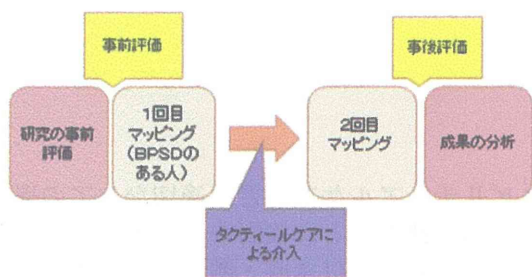 事前評価
事後評価
研究の事前
評価
1回目
マッピング
(BPSDの
ある人)
2回目
マッピング
成果の分析
タクティールケアに
よる介入